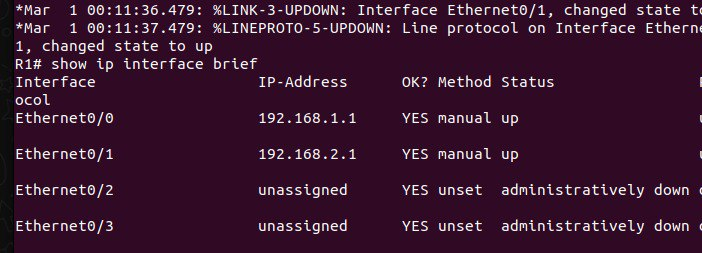 *Mar  1 00:11:36.479: %LINK-3-UPDOWN: Interface Ethernet0/1, changed state
*Mar  1 00:11:37.479: %LINEPROTO-5-UPDOWN: Line protocol on Interface
1, changed state to up
R1# show ip interface brief
Interface                  IP-Address      OK? Method Status
ocol
Ethernet0/0                192.168.1.1     YES manual up
Ethernet0/1                192.168.2.1     YES manual up
Ethernet0/2                unassigned      YES unset  administratively down
Ethernet0/3                unassigned      YES unset  administratively down